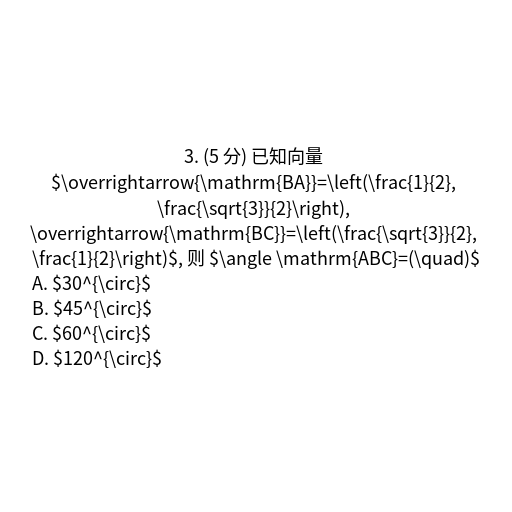 3. (5 分) 已知向量
$\overrightarrow{\mathrm{BA}}=\left(\frac{1}{2},
\frac{\sqrt{3}}{2}\right),
\overrightarrow{\mathrm{BC}}=\left(\frac{\sqrt{3}}{2},
\frac{1}{2}\right)$, 则 $\angle \mathrm{ABC}=(\quad)$
A. $30^{\circ}$
B. $45^{\circ}$
C. $60^{\circ}$
D. $120^{\circ}$